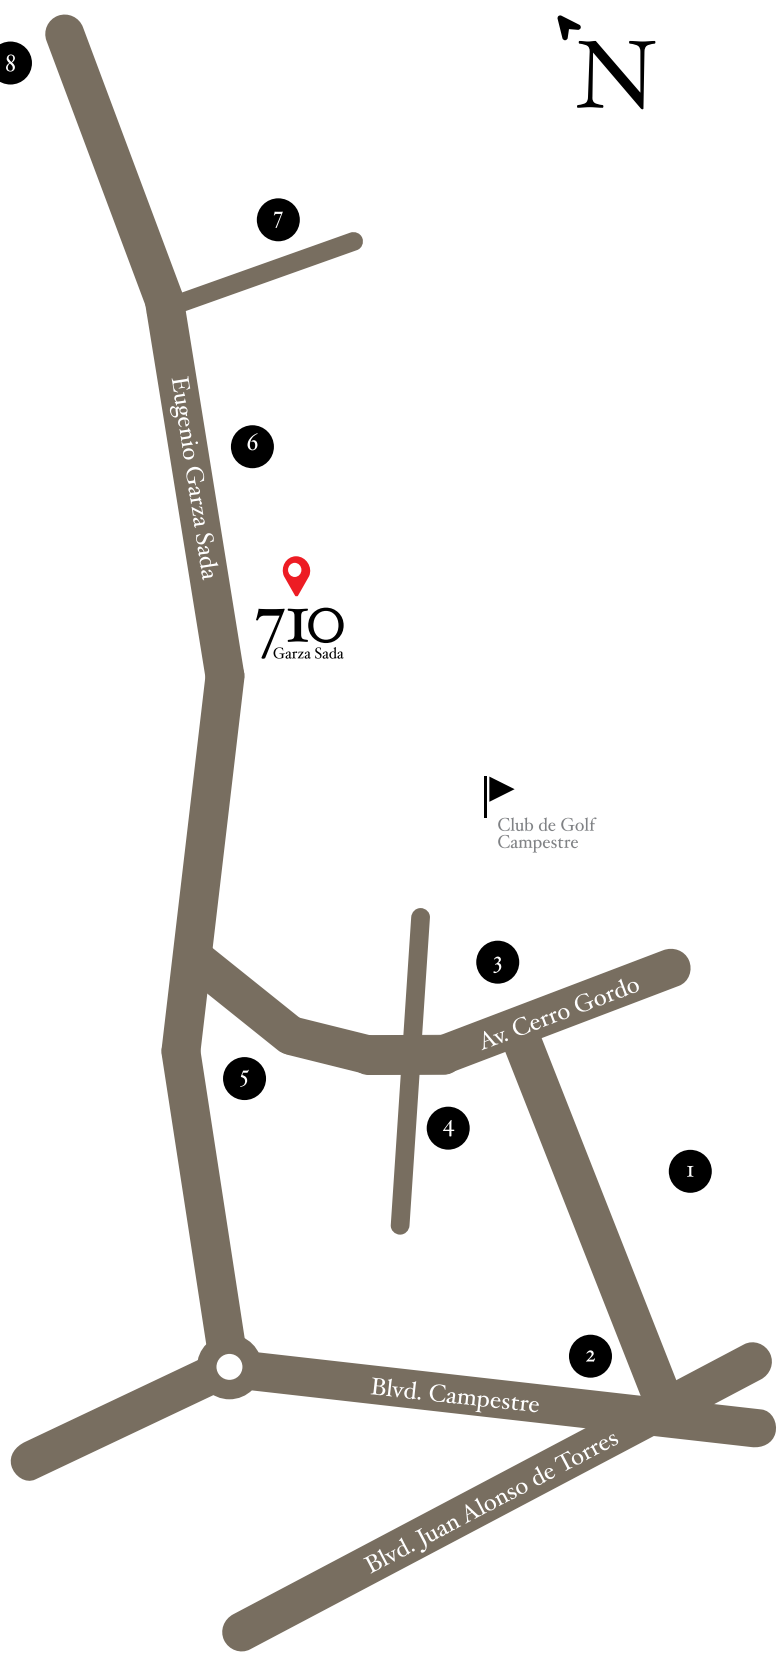 N
8
7
Eugenio Garza Sada
6
710
Garza Sada
Club de Golf
Campestre
3
Av. Cerro Gordo
5
4
1
2
Blvd. Campestre
Blvd. Juan Alonso de Torres